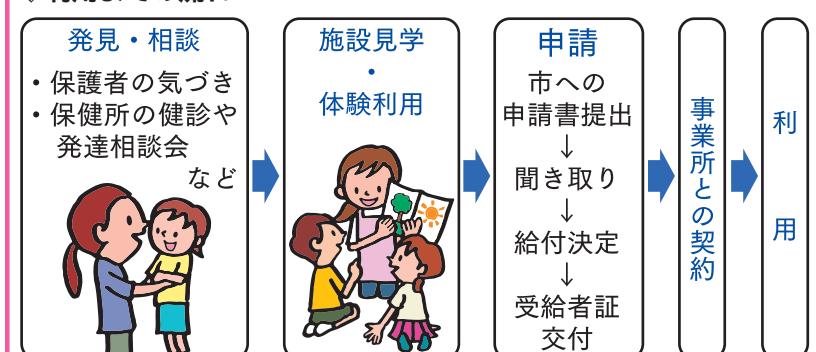 発見・相談
・保護者の気づき
・保健所の健診や
発達相談会
など
施設見学
・
体験利用
申請
市への
申請書提出
↓
聞き取り
↓
給付決定
↓
受給者証
交付
事業所との契約
利用